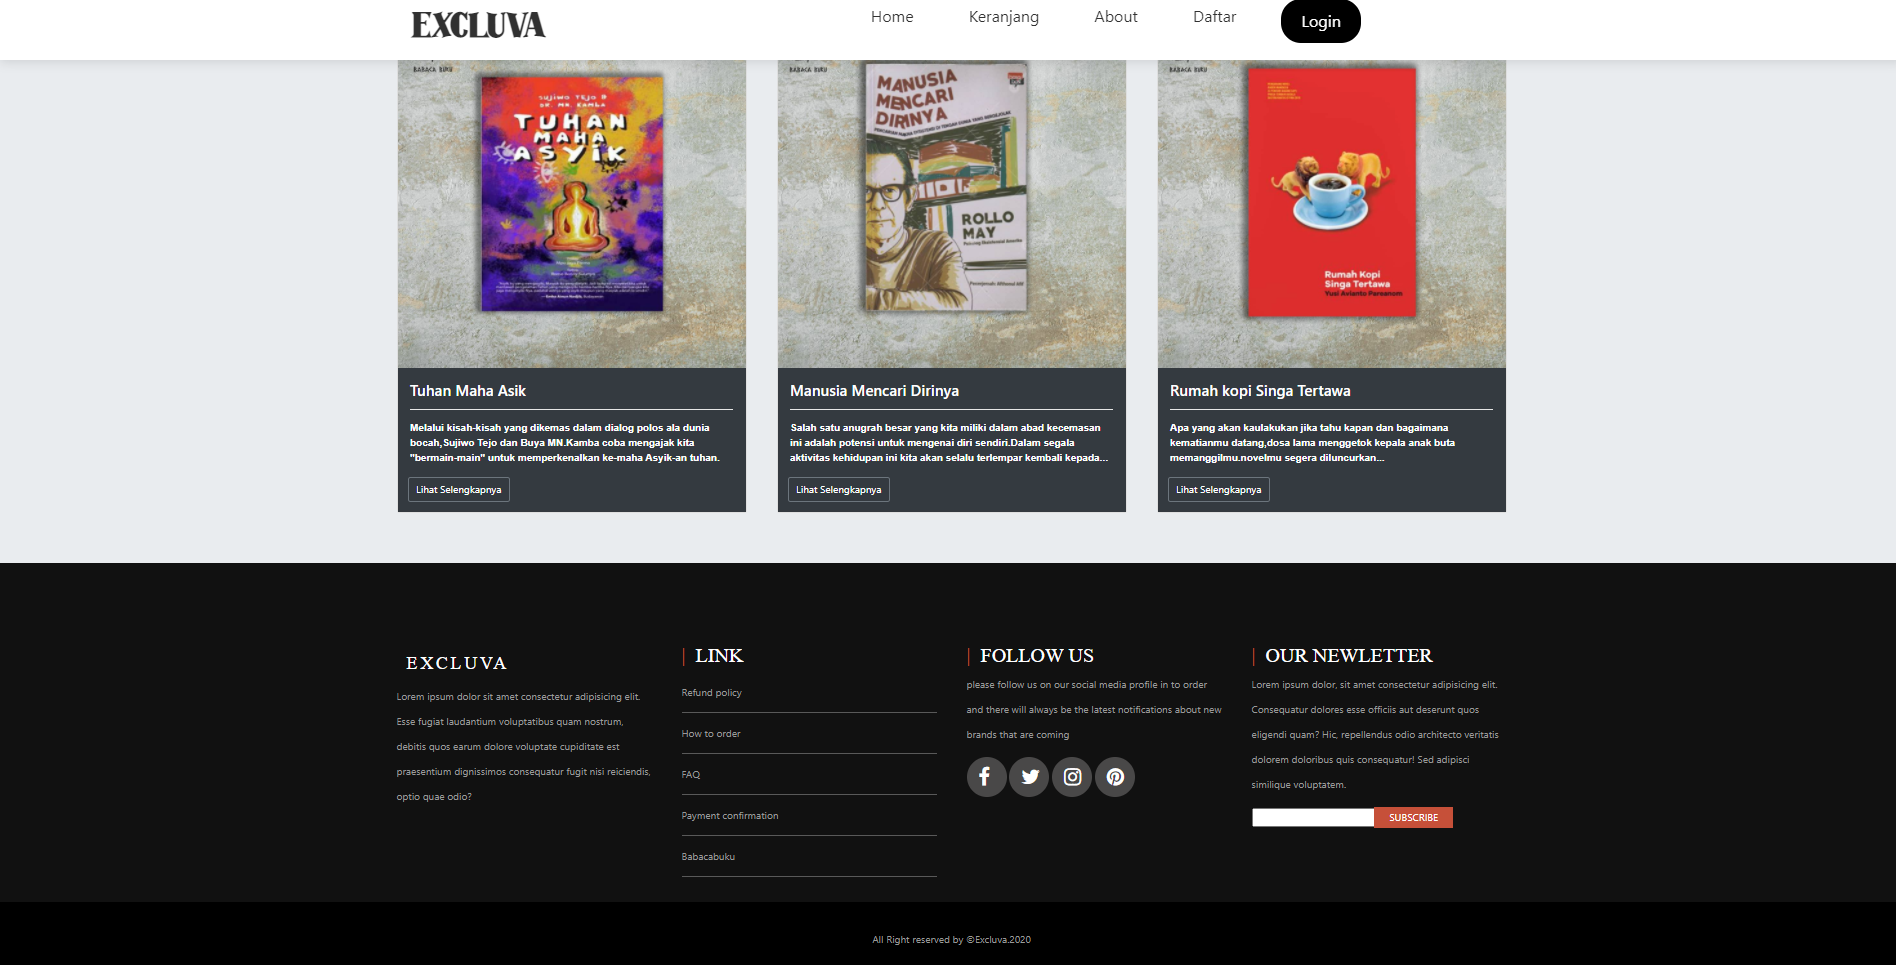 EXCLUVA
Home
Keranjang
About
Daftar
Login
BABACA BUKU
BABACA BUKU
BABACA BUKU
SUJIWO TEJO &
DR. MN. KAMBA
TUHAN
MAHA
ASYIK
MANUSIA
MENCARI
DIRINYA
ROLLO
MAY
Rumah Kopi
Singa Tertawa
Yusi Avianto Pareanom
Tuhan Maha Asik
Melalui kisah-kisah yang dikemas dalam dialog polos ala dunia
bocah,Sujiwo Tejo dan Buya MN.Kamba coba mengajak kita
"bermain-main" untuk memperkenalkan ke-maha Asyik-an tuhan.
Lihat Selengkapnya
Manusia Mencari Dirinya
Salah satu anugrah besar yang kita miliki dalam abad kecemasan
ini adalah potensi untuk mengenai diri sendiri.Dalam segala
aktivitas kehidupan ini kita akan selalu terlempar kembali kepada...
Lihat Selengkapnya
Rumah kopi Singa Tertawa
Apa yang akan kaulakukan jika tahu kapan dan bagaimana
kematianmu datang,dosa lama menggetok kepala anak buta
memanggilmu.novelmu segera diluncurkan...
Lihat Selengkapnya
EXCLUVA
Lorem ipsum dolor sit amet consectetur adipisicing elit.
Esse fugiat laudantium voluptatibus quam nostrum,
debitis quos earum dolore voluptate cupiditate est
praesentium dignissimos consequatur fugit nisi reiciendis,
optio quae odio?
LINK
Refund policy
How to order
FAQ
Payment confirmation
Babacabuku
FOLLOW US
please follow us on our social media profile in to order
and there will always be the latest notifications about new
brands that are coming
OUR NEWLETTER
Lorem ipsum dolor, sit amet consectetur adipisicing elit.
Consequatur dolores esse officiis aut deserunt quos
eligendi quam? Hic, repellendus odio architecto veritatis
dolorem doloribus quis consequatur! Sed adipisci
similique voluptatem.
SUBSCRIBE
All Right reserved by ©Excluva.2020